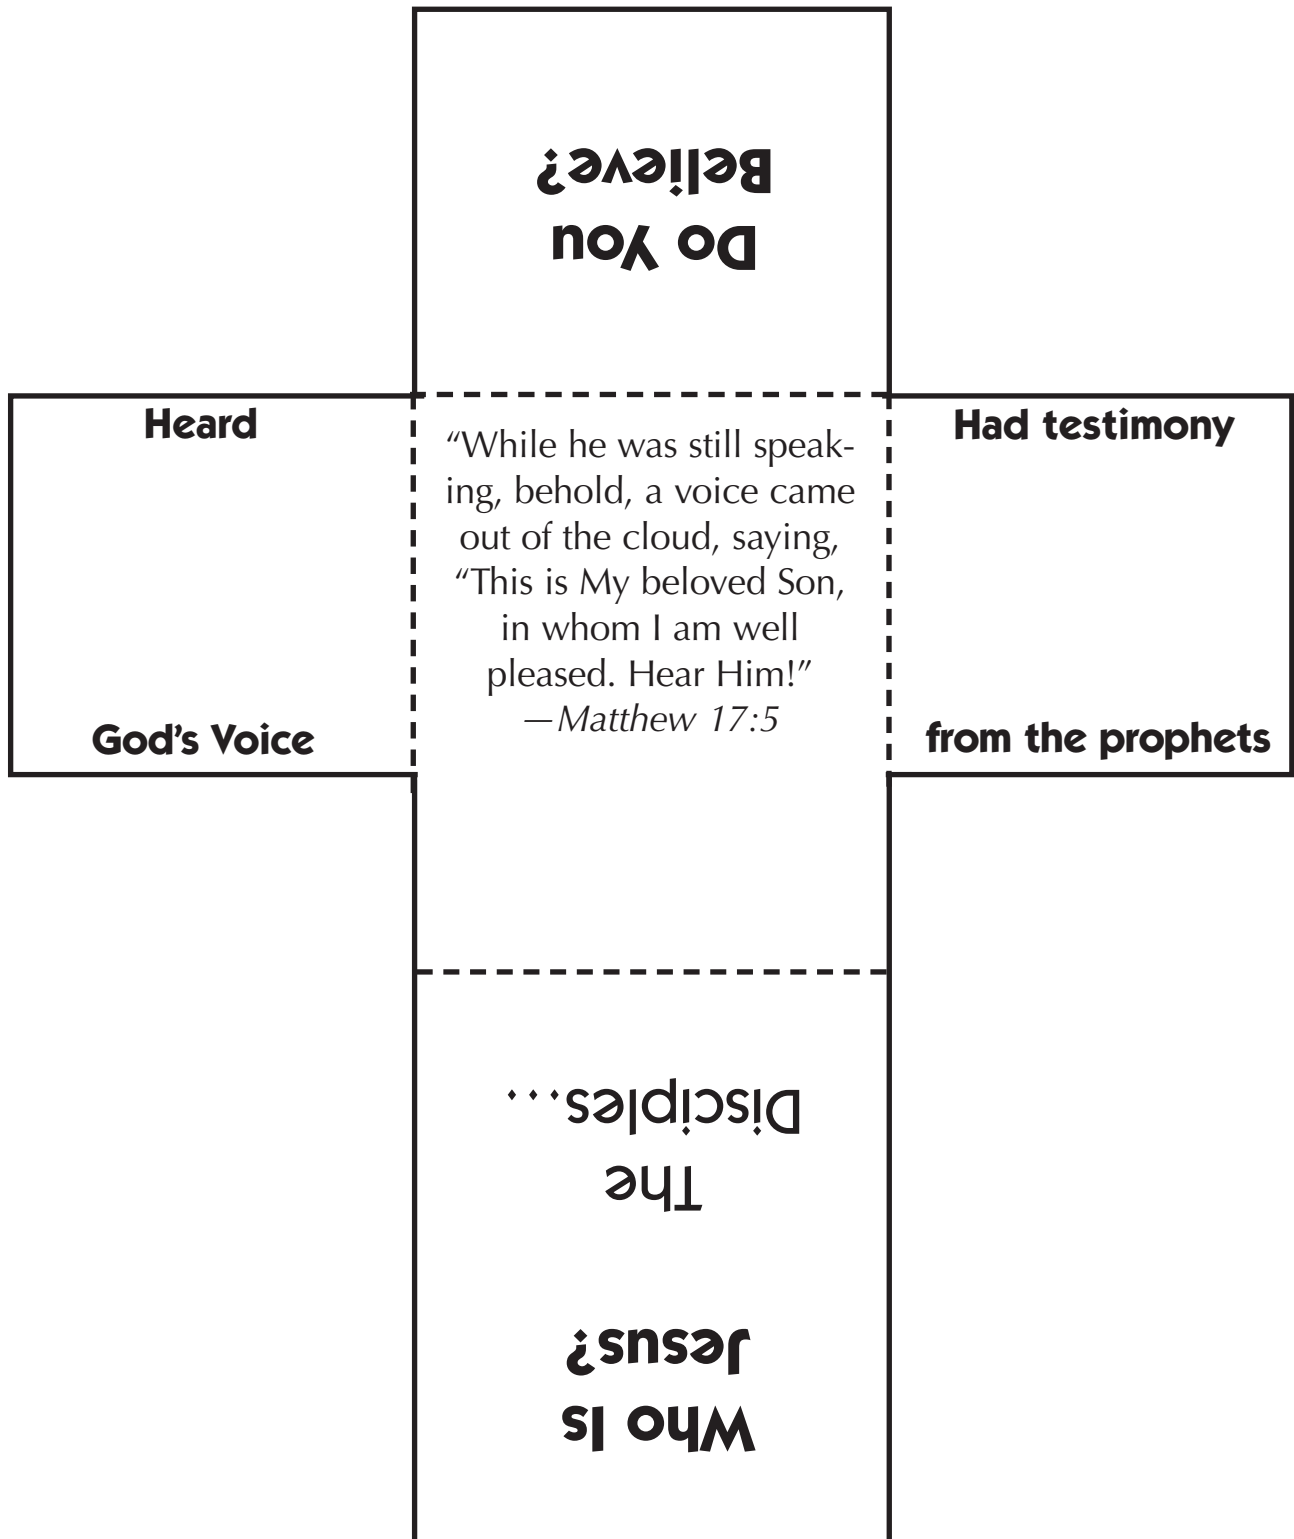 Do You
Believe?
Heard
God's Voice
“While he was still speak-
ing, behold, a voice came
out of the cloud, saying,
“This is My beloved Son,
in whom I am well
pleased. Hear Him!”
—Matthew 17:5
Had testimony
from the prophets
Who Is
Jesus?
The
Disciples…